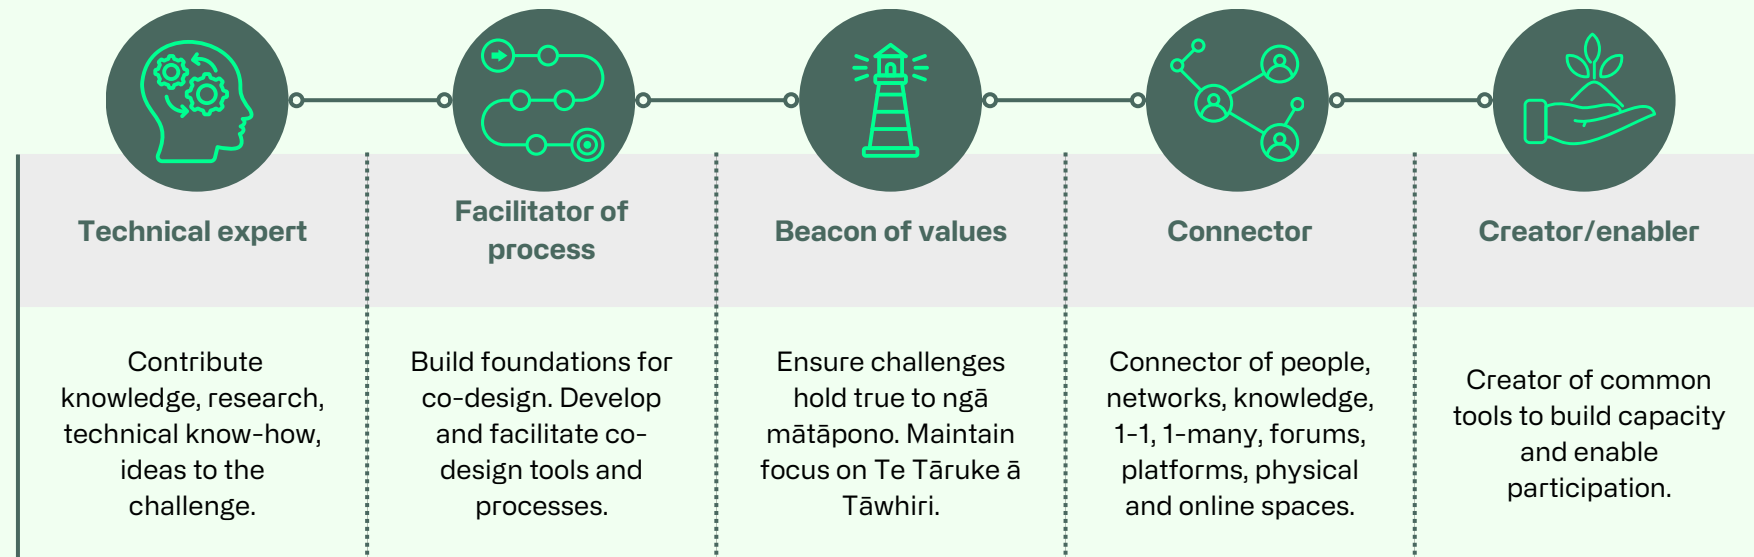 Technical expert
Facilitator of
process
Beacon of values
Connector
Creator/enabler
Contribute
knowledge, research,
technical know-how,
ideas to the
challenge.
Build foundations for
co-design. Develop
and facilitate co-
design tools and
processes.
Ensure challenges
hold true to ngā
mātāpono. Maintain
focus on Te Tāruke ā
Tāwhiri.
Connector of people,
networks, knowledge,
1-1, 1-many, forums,
platforms, physical
and online spaces.
Creator of common
tools to build capacity
and enable
participation.